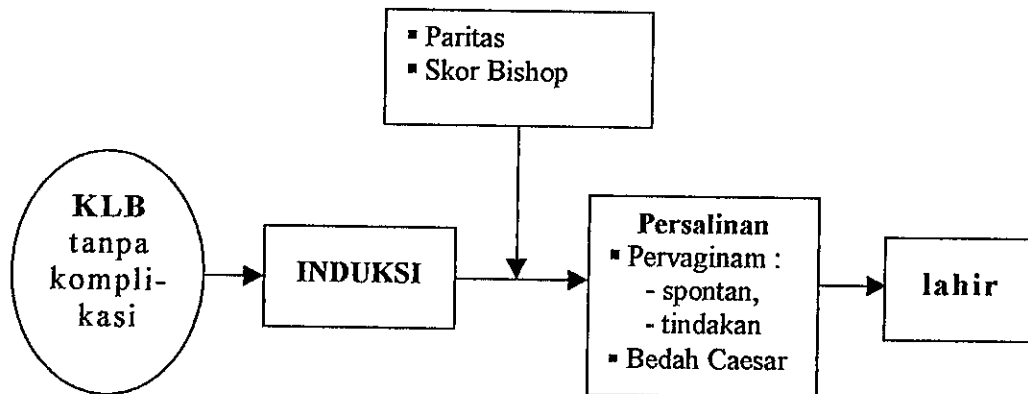 ▪ Paritas
▪ Skor Bishop
KLB
tanpa
kompli-
kasi
INDUKSI
Persalinan
▪ Pervaginam :
- spontan,
- tindakan
▪ Bedah Caesar
lahir